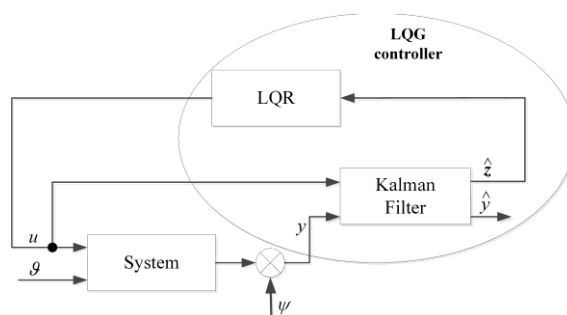 LQG
controller
LQR
ẑ
Kalman
Filter
ŷ
y
u
System
ϑ
ψ